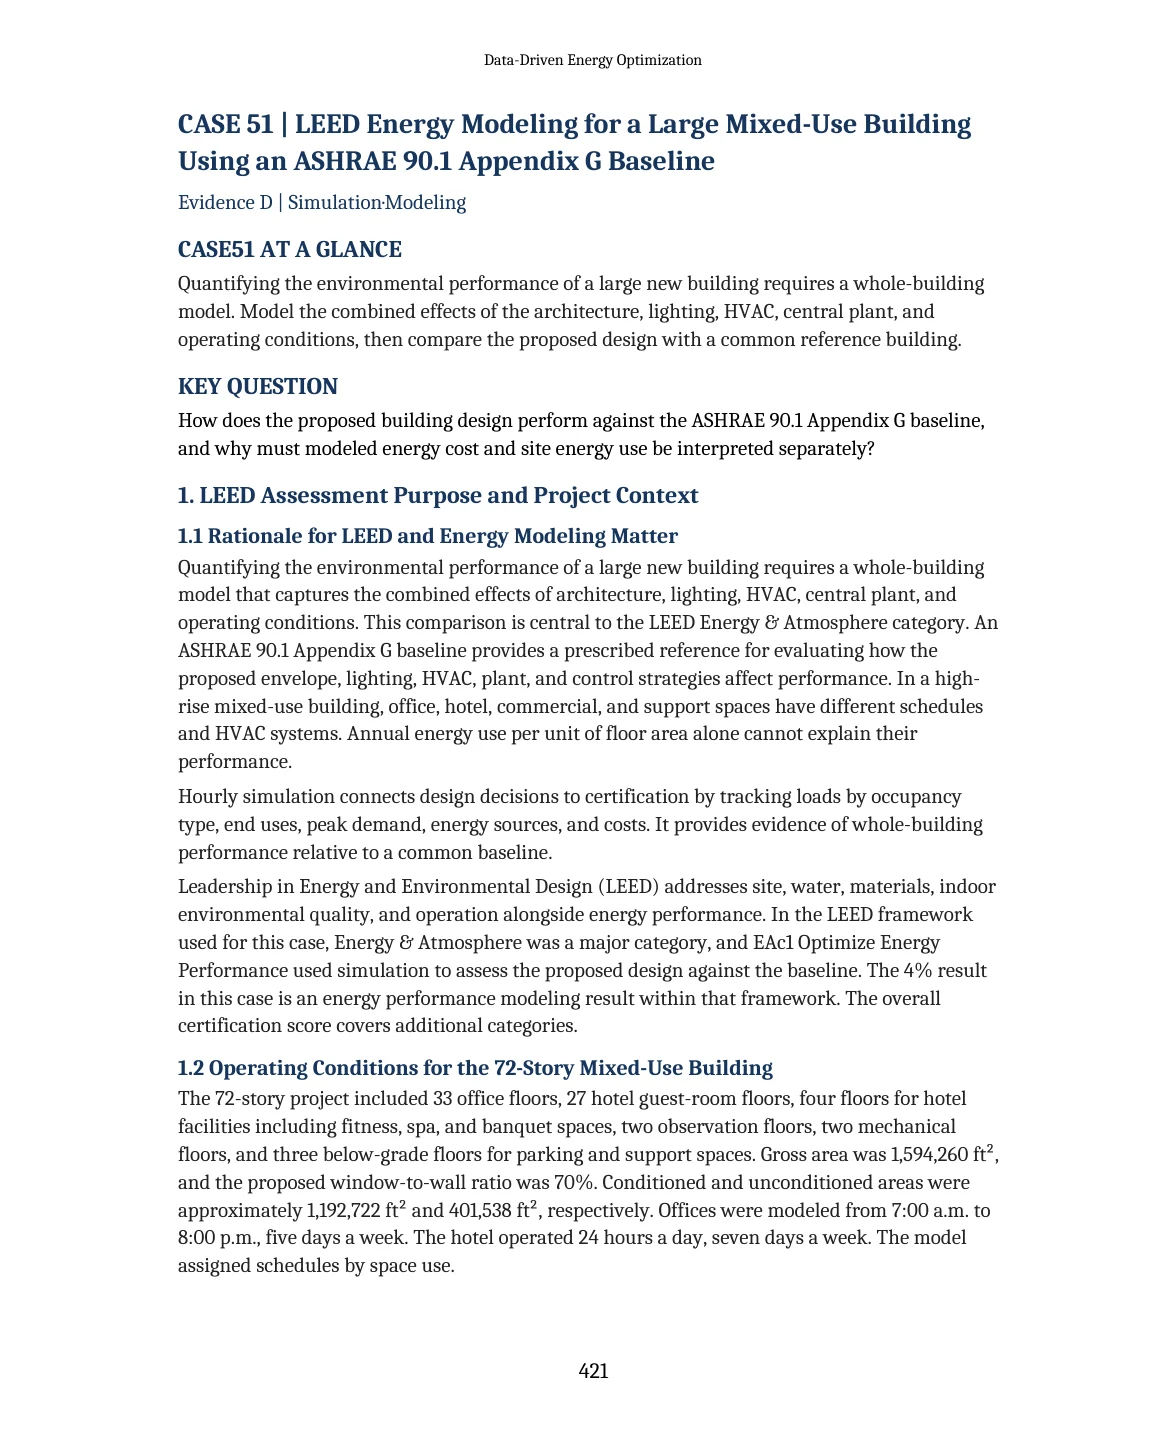 Data-Driven Energy Optimization
CASE 51 | LEED Energy Modeling for a Large Mixed-Use Building
Using an ASHRAE 90.1 Appendix G Baseline
Evidence D | Simulation·Modeling
CASE51 AT A GLANCE
Quantifying the environmental performance of a large new building requires a whole-building
model. Model the combined effects of the architecture, lighting, HVAC, central plant, and
operating conditions, then compare the proposed design with a common reference building.
KEY QUESTION
How does the proposed building design perform against the ASHRAE 90.1 Appendix G baseline,
and why must modeled energy cost and site energy use be interpreted separately?
1. LEED Assessment Purpose and Project Context
1.1 Rationale for LEED and Energy Modeling Matter
Quantifying the environmental performance of a large new building requires a whole-building
model that captures the combined effects of architecture, lighting, HVAC, central plant, and
operating conditions. This comparison is central to the LEED Energy & Atmosphere category. An
ASHRAE 90.1 Appendix G baseline provides a prescribed reference for evaluating how the
proposed envelope, lighting, HVAC, plant, and control strategies affect performance. In a high-
rise mixed-use building, office, hotel, commercial, and support spaces have different schedules
and HVAC systems. Annual energy use per unit of floor area alone cannot explain their
performance.
Hourly simulation connects design decisions to certification by tracking loads by occupancy
type, end uses, peak demand, energy sources, and costs. It provides evidence of whole-building
performance relative to a common baseline.
Leadership in Energy and Environmental Design (LEED) addresses site, water, materials, indoor
environmental quality, and operation alongside energy performance. In the LEED framework
used for this case, Energy & Atmosphere was a major category, and EAc1 Optimize Energy
Performance used simulation to assess the proposed design against the baseline. The 4% result
in this case is an energy performance modeling result within that framework. The overall
certification score covers additional categories.
1.2 Operating Conditions for the 72-Story Mixed-Use Building
The 72-story project included 33 office floors, 27 hotel guest-room floors, four floors for hotel
facilities including fitness, spa, and banquet spaces, two observation floors, two mechanical
floors, and three below-grade floors for parking and support spaces. Gross area was 1,594,260 ft²,
and the proposed window-to-wall ratio was 70%. Conditioned and unconditioned areas were
approximately 1,192,722 ft² and 401,538 ft², respectively. Offices were modeled from 7:00 a.m. to
8:00 p.m., five days a week. The hotel operated 24 hours a day, seven days a week. The model
assigned schedules by space use.
421